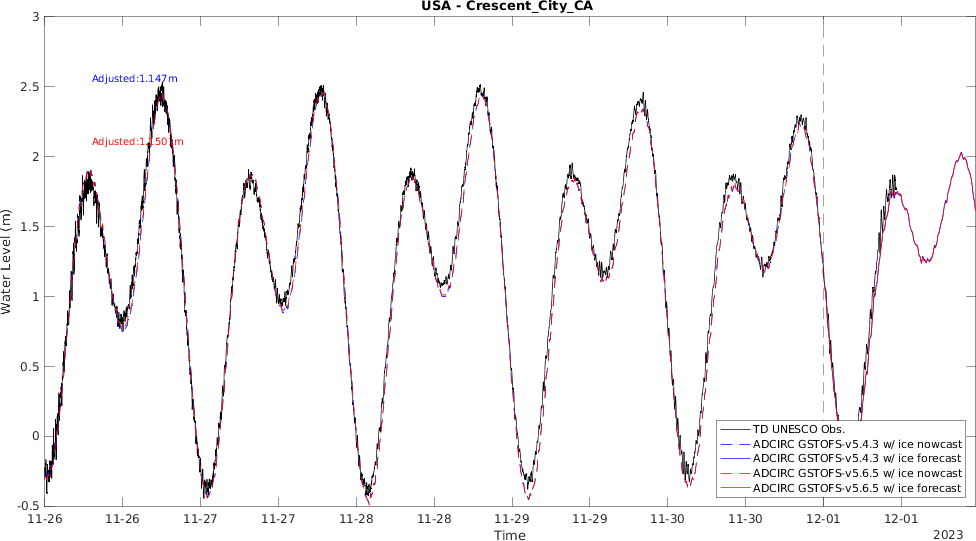 USA - Crescent_City_CA
3
2.5
2
1.5
1
0.5
0
-0.5
Water Level (m)
Adjusted:1.147m
Adjusted:1.150m
TD UNESCO Obs.
ADCIRC GSTOFS-v5.4.3 w/ ice nowcast
ADCIRC GSTOFS-v5.4.3 w/ ice forecast
ADCIRC GSTOFS-v5.6.5 w/ ice nowcast
ADCIRC GSTOFS-v5.6.5 w/ ice forecast
11-26 11-26 11-27 11-27 11-28 11-28 11-29 11-29 11-30 11-30 12-01 12-01
Time
2023